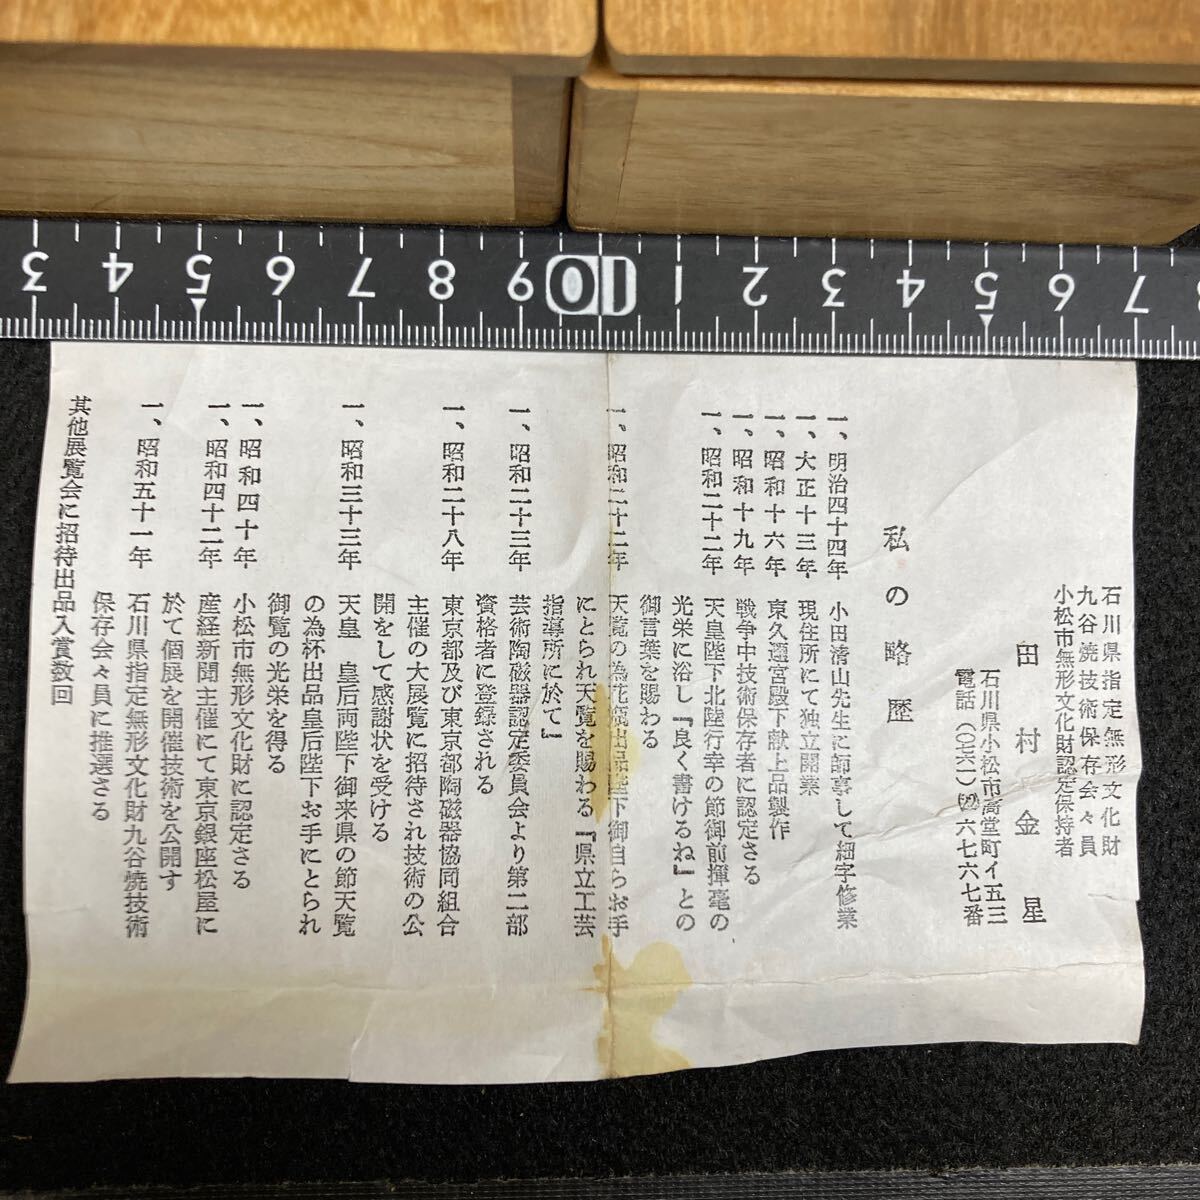 石川県指定無形文化財
九谷焼技術保存会々員
小松市無形文化財認定保持者
田村金星
石川県小松市高堂町イ五三
電話（〇七六一）㊹六七六七番
私の略歴
一、明治四十四年 小田清山先生に師事して細字修業
一、大正十三年 現住所にて独立開業
一、昭和十六年 東久邇宮殿下献上品製作
一、昭和十九年 戦争中技術保存者に認定さる
一、昭和二十二年 天皇陛下北陸行幸の節御前揮毫の
光栄に浴し『良く書けるね』との
御言葉を賜わる
一、昭和二十二年 天覧の為花瓶出品陛下御自らお手
にとられ天覧を賜わる『県立工芸
指導所に於て』
一、昭和二十三年 芸術陶磁器認定委員会より第二部
資格者に登録される
一、昭和二十八年 東京都及び東京都陶磁器協同組合
主催の大展覧に招待され技術の公
開をして感謝状を受ける
一、昭和三十三年 天皇 皇后両陛下御来県の節天覧
の為杯出品皇后陛下お手にとられ
御覧の光栄を得る
一、昭和四十年 小松市無形文化財に認定さる
一、昭和四十二年 産経新聞主催にて東京銀座松屋に
於て個展を開催技術を公開す
一、昭和五十一年 石川県指定無形文化財九谷焼技術
保存会々員に推選さる
其他展覧会に招待出品入賞数回
3 4 5 6 7 8 9 10 1 2 3 4 5 6 7